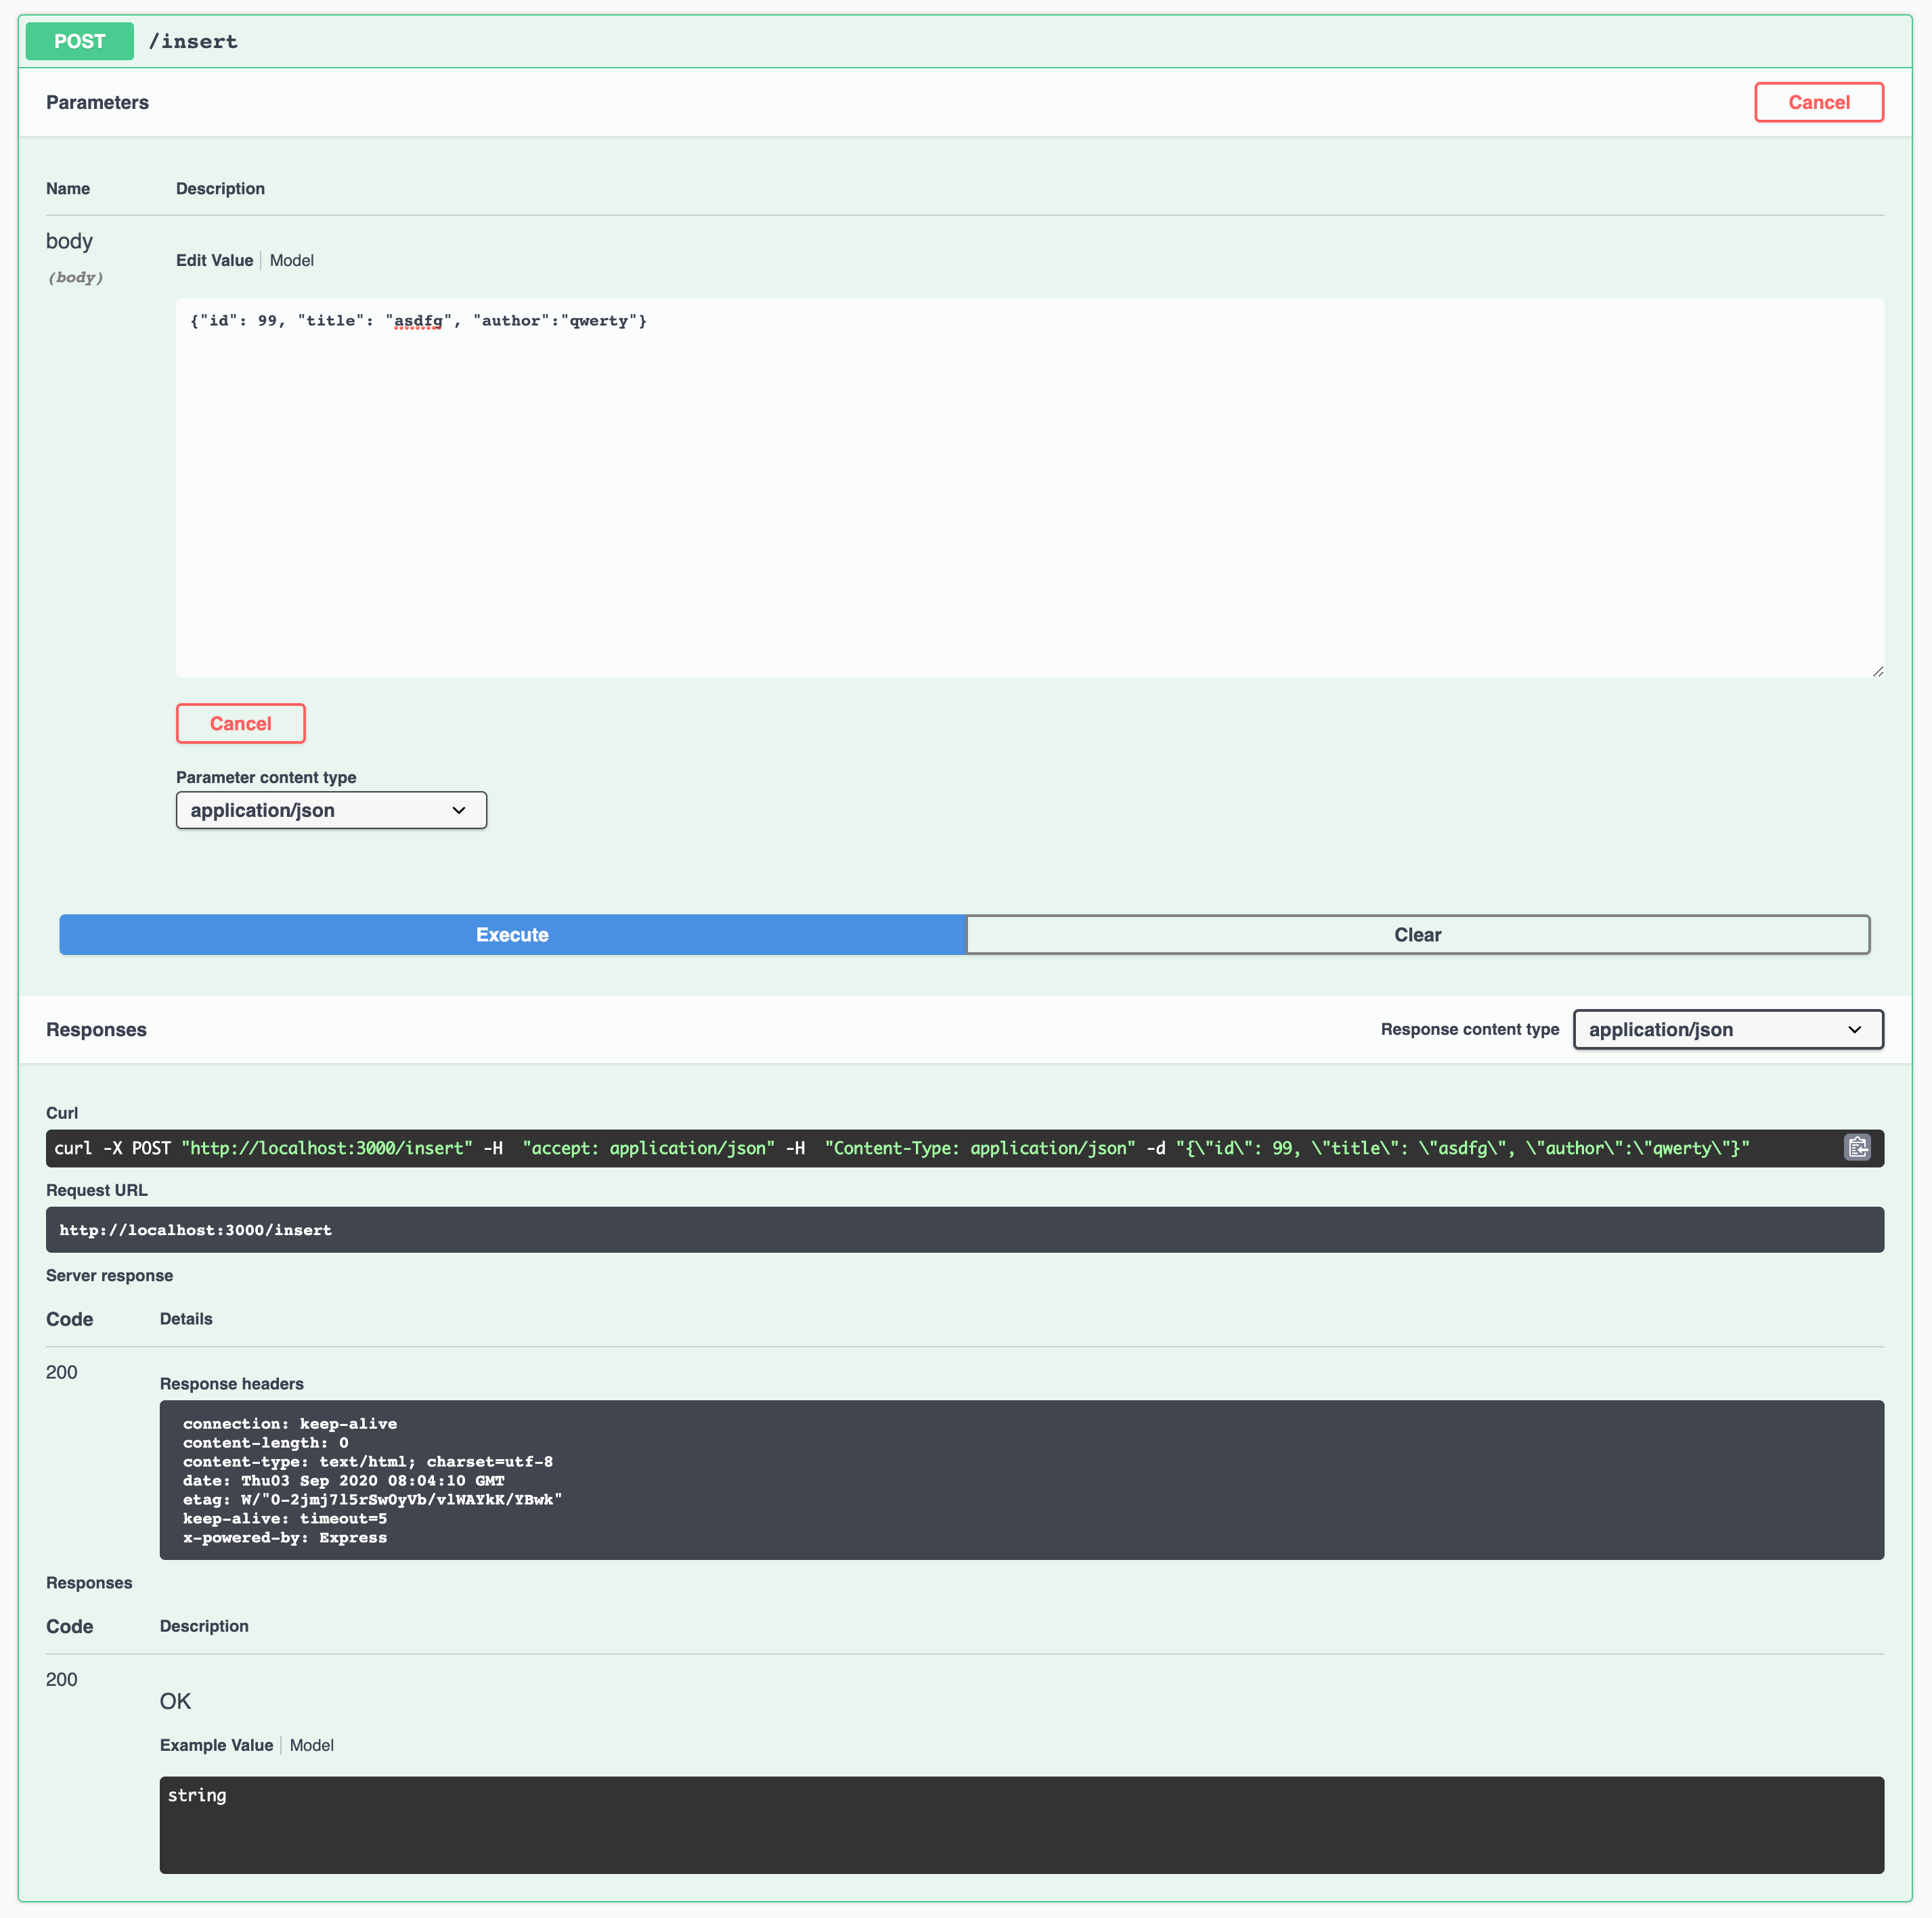 POST /insert
Parameters
Cancel
Name Description
body
(body)
Edit Value Model
{"id": 99, "title": "asdfg", "author":"qwerty"}
Cancel
Parameter content type
application/json
Execute Clear
Responses
Response content type application/json
Curl
curl -X POST "http://localhost:3000/insert" -H  "accept: application/json" -H  "Content-Type: application/json" -d "{\"id\": 99, \"title\": \"asdfg\", \"author\":\"qwerty\"}"
Request URL
http://localhost:3000/insert
Server response
Code Details
200
Response headers
connection: keep-alive
content-length: 0
content-type: text/html; charset=utf-8
date: Thu03 Sep 2020 08:04:10 GMT
etag: W/"0-2jmj7l5rSw0yVb/vlWAYkK/YBwk"
keep-alive: timeout=5
x-powered-by: Express
Responses
Code Description
200
OK
Example Value Model
string